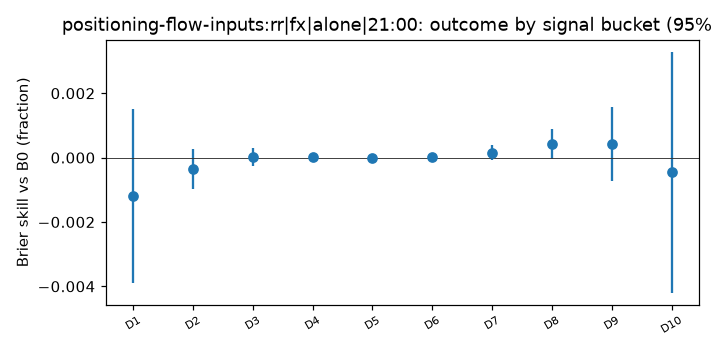 positioning-flow-inputs:rr|fx|alone|21:00: outcome by signal bucket (95%
Brier skill vs B0 (fraction)
0.002
0.000
−0.002
−0.004
D1 D2 D3 D4 D5 D6 D7 D8 D9 D10